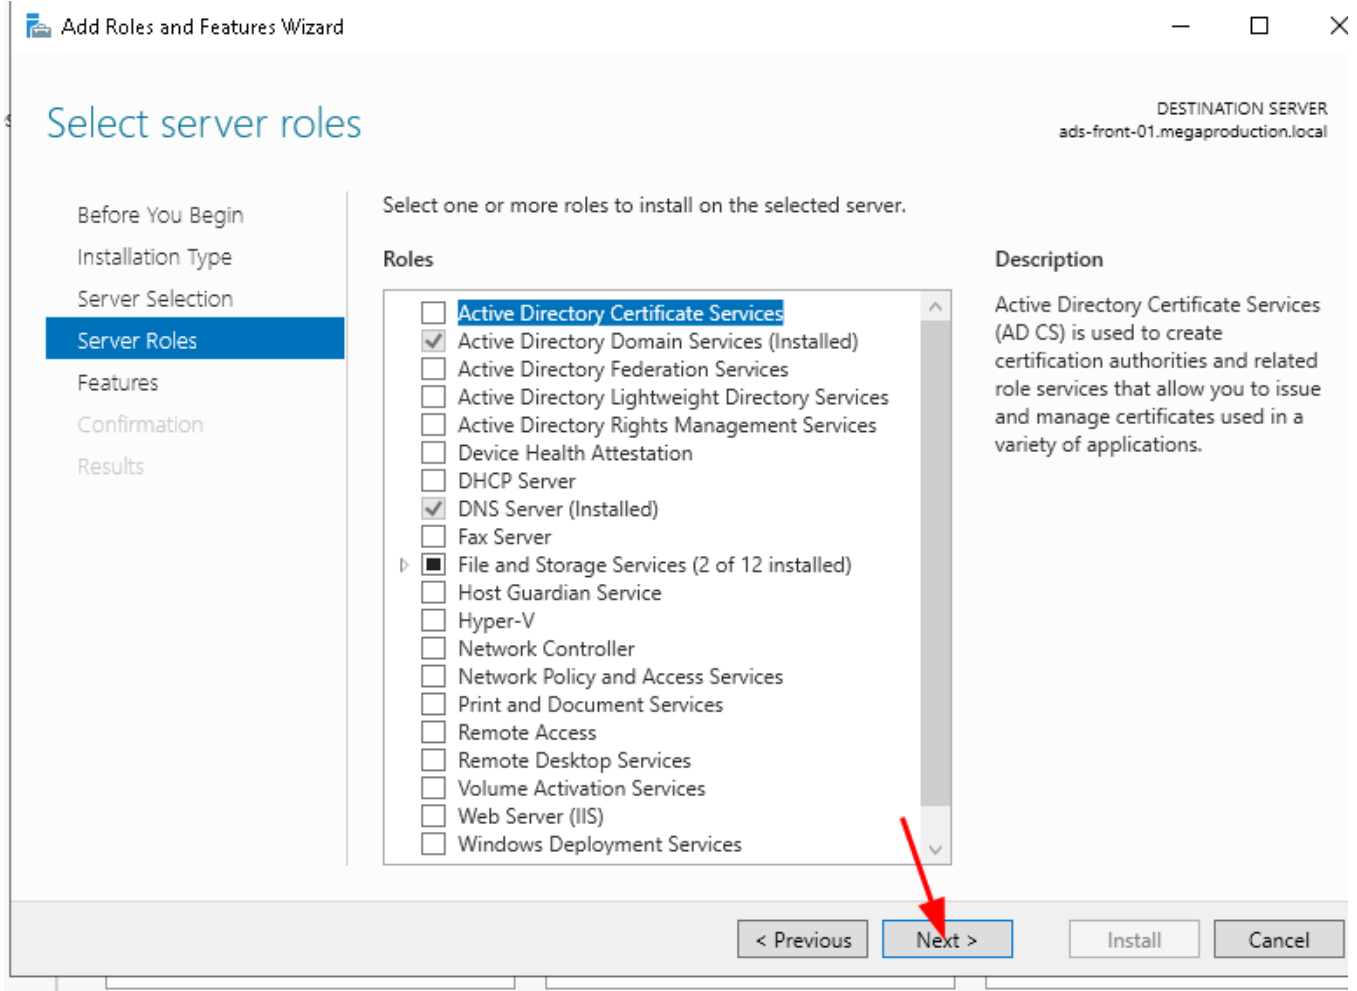 Add Roles and Features Wizard
Select server roles
DESTINATION SERVER
ads-front-01.megaproduction.local
Before You Begin
Installation Type
Server Selection
Server Roles
Features
Confirmation
Results
Select one or more roles to install on the selected server.
Roles
Active Directory Certificate Services
Active Directory Domain Services (Installed)
Active Directory Federation Services
Active Directory Lightweight Directory Services
Active Directory Rights Management Services
Device Health Attestation
DHCP Server
DNS Server (Installed)
Fax Server
File and Storage Services (2 of 12 installed)
Host Guardian Service
Hyper-V
Network Controller
Network Policy and Access Services
Print and Document Services
Remote Access
Remote Desktop Services
Volume Activation Services
Web Server (IIS)
Windows Deployment Services
Description
Active Directory Certificate Services
(AD CS) is used to create
certification authorities and related
role services that allow you to issue
and manage certificates used in a
variety of applications.
< Previous
Next >
Install
Cancel